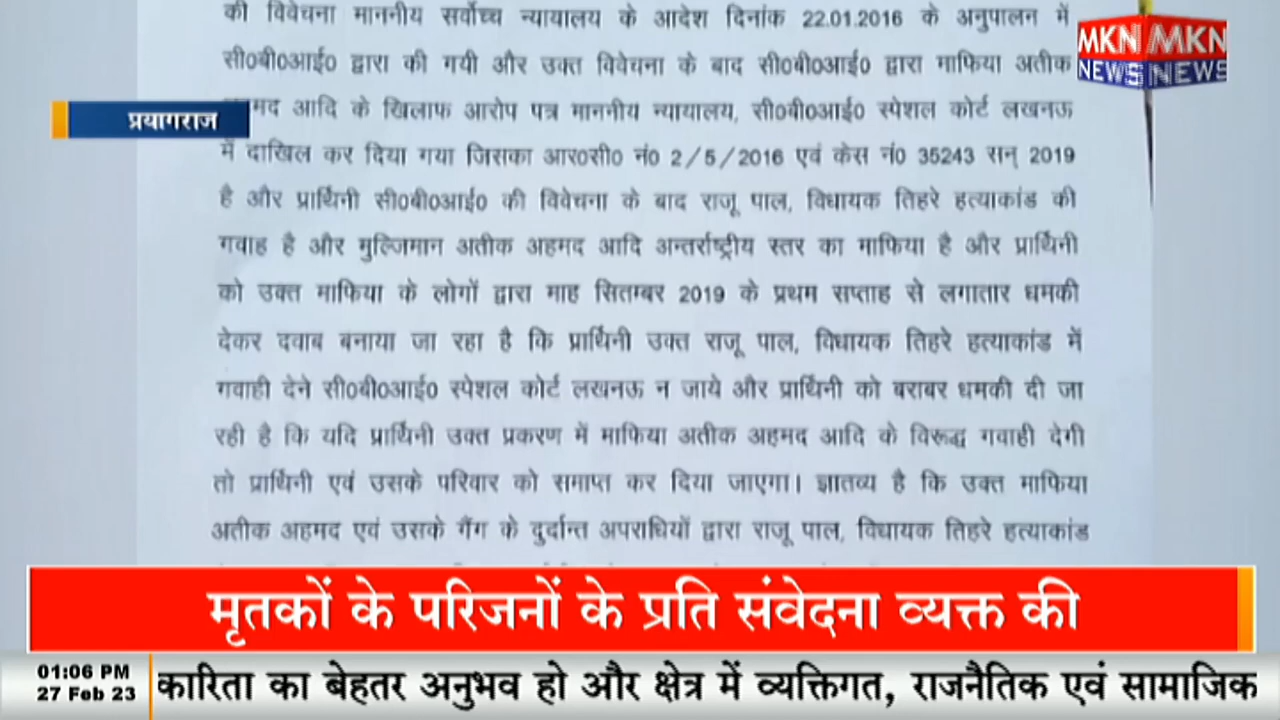 की विवेचना माननीय सर्वोच्च न्यायालय के आदेश दिनांक 22.01.2016 के अनुपालन में
सी0बी0आई0 द्वारा की गयी और उक्त विवेचना के बाद सी0बी0आई0 द्वारा माफिया अतीक
MKN MKN
NEWS NEWS
प्रयागराज
आदि के खिलाफ आरोप पत्र माननीय न्यायालय, सी0बी0आई0 स्पेशल कोर्ट लखनऊ
में दाखिल कर दिया गया जिसका आर0सी0 नं0 2/5/2016 एवं केस नं0 35243 सन् 2019
है और प्रार्थिनी सी0बी0आई0 की विवेचना के बाद राजू पाल, विधायक तिहरे हत्याकांड की
गवाह है और मुल्जिमान अतीक अहमद आदि अन्तर्राष्ट्रीय स्तर का माफिया है और प्रार्थिनी
को उक्त माफिया के लोगों द्वारा माह सितम्बर 2019 के प्रथम सप्ताह से लगातार धमकी
देकर दवाब बनाया जा रहा है कि प्रार्थिनी उक्त राजू पाल, विधायक तिहरे हत्याकांड में
गवाही देने सी0बी0आई0 स्पेशल कोर्ट लखनऊ न जाये और प्रार्थिनी को बराबर धमकी दी जा
रही है कि यदि प्रार्थिनी उक्त प्रकरण में माफिया अतीक अहमद आदि के विरूद्ध गवाही देगी
तो प्रार्थिनी एवं उसके परिवार को समाप्त कर दिया जाएगा। ज्ञातव्य है कि उक्त माफिया
अतीक अहमद एवं उसके गैंग के दुर्दान्त अपराधियों द्वारा राजू पाल, विधायक तिहरे हत्याकांड
मृतकों के परिजनों के प्रति संवेदना व्यक्त की
01:06 PM
27 Feb 23
कारिता का बेहतर अनुभव हो और क्षेत्र में व्यक्तिगत, राजनैतिक एवं सामाजिक